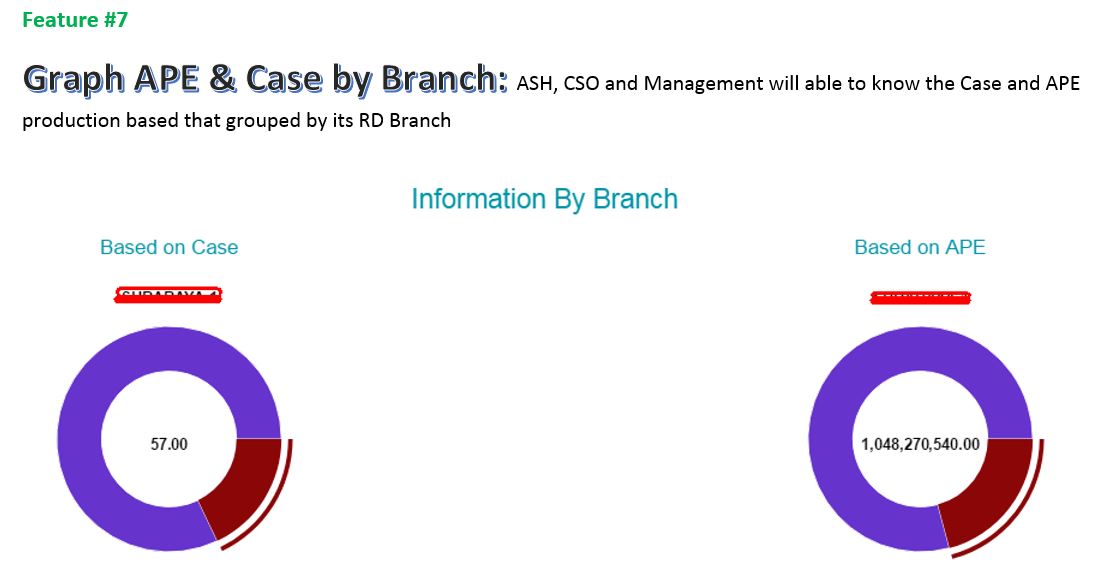 Feature #7
Graph APE & Case by Branch: ASH, CSO and Management will able to know the Case and APE
production based that grouped by its RD Branch
Information By Branch
Based on Case
Based on APE
57.00
1,048,270,540.00